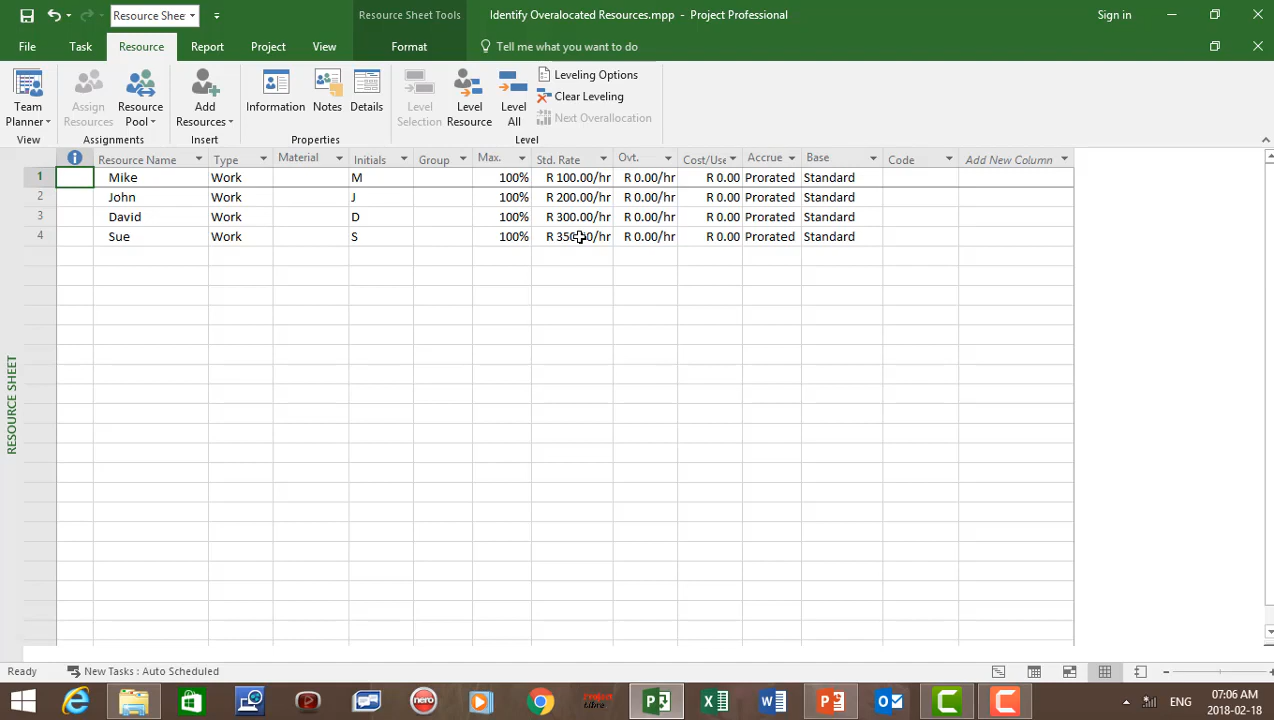 Resource Shee
Resource Sheet Tools
Identify Overalocated Resources.mpp - Project Professional
Sign in
File Task Resource Report Project View Format Tell me what you want to do
Team Planner
Assign Resources
Resource Pool
Add Resources
Information
Notes
Details
Level Selection
Level Resource
Level All
Leveling Options
Clear Leveling
Next Overallocation
View Assignments Insert Properties Level
Resource Name Type Material Initials Group Max. Std. Rate Ovt. Cost/Use Accrue Base Code Add New Column
1 Mike Work M 100% R 100.00/hr R 0.00/hr R 0.00 Prorated Standard
2 John Work J 100% R 200.00/hr R 0.00/hr R 0.00 Prorated Standard
3 David Work D 100% R 300.00/hr R 0.00/hr R 0.00 Prorated Standard
4 Sue Work S 100% R 350.00/hr R 0.00/hr R 0.00 Prorated Standard
RESOURCE SHEET
Ready New Tasks : Auto Scheduled
nero
ENG
07:06 AM
2018-02-18